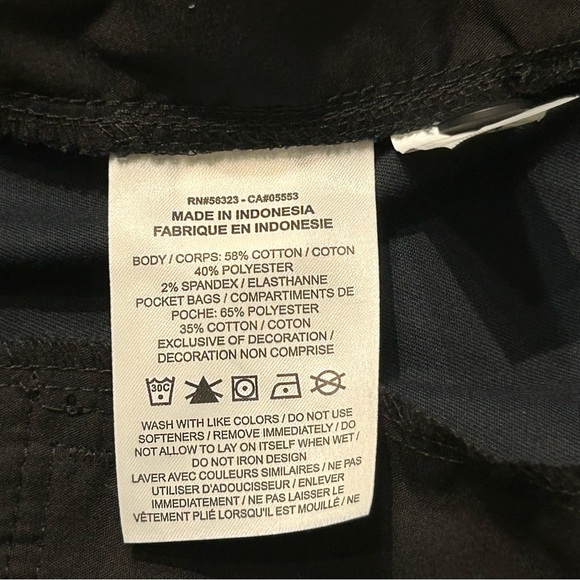 RN#56323 - CA#05553
MADE IN INDONESIA
FABRIQUE EN INDONESIE
BODY / CORPS: 58% COTTON / COTON
40% POLYESTER
2% SPANDEX / ELASTHANNE
POCKET BAGS / COMPARTIMENTS DE
POCHE: 65% POLYESTER
35% COTTON / COTON
EXCLUSIVE OF DECORATION /
DECORATION NON COMPRISE
30C
WASH WITH LIKE COLORS / DO NOT USE
SOFTENERS / REMOVE IMMEDIATELY / DO
NOT ALLOW TO LAY ON ITSELF WHEN WET /
DO NOT IRON DESIGN
LAVER AVEC COULEURS SIMILAIRES / NE PAS
UTILISER D'ADOUCISSEUR / ENLEVER
IMMEDIATEMENT / NE PAS LAISSER LE
VÊTEMENT PLIÉ LORSQU'IL EST MOUILLÉ / NE